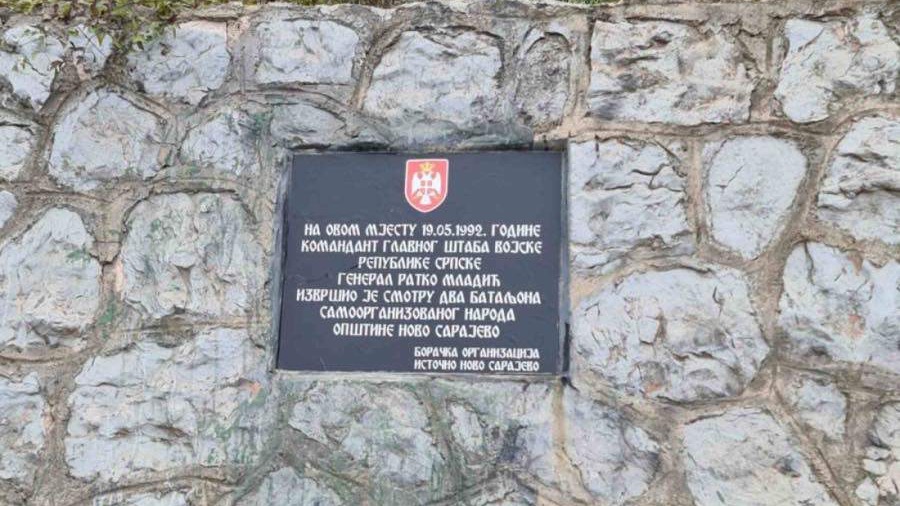 НА ОВОМ МЈЕСТУ 19.05.1992. ГОДИНЕ
КОМАНДАНТ ГЛАВНОГ ШТАБА ВОЈСКЕ
РЕПУБЛИКЕ СРПСКЕ
ГЕНЕРАЛ РАТКО МЛАДИЋ
ИЗВРШИО ЈЕ СМОТРУ ДВА БАТАЉОНА
САМООРГАНИЗОВАНОГ НАРОДА
ОПШТИНЕ НОВО САРАЈЕВО
БОРАЧКА ОРГАНИЗАЦИЈА
ИСТОЧНО НОВО САРАЈЕВО